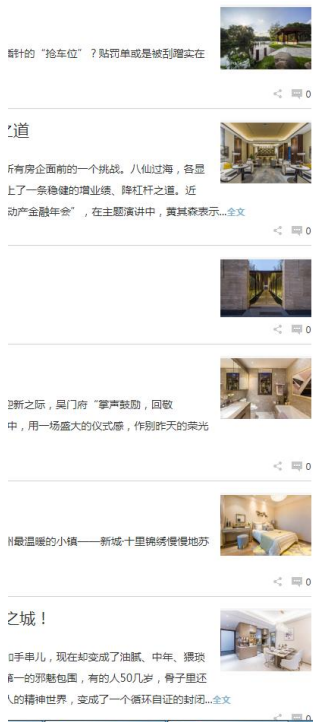 指针的“抢车位”？贴罚单或是被刮蹭实在
0
之道
所有房企面前的一个挑战。八仙过海，各显
上了一条稳健的增业绩、降杠杆之道。近
动产金融年会”，在主题演讲中，黄其森表示...全文
0
0
迎新之际，吴门府“掌声鼓励，回敬
中，用一场盛大的仪式感，作别昨天的荣光
0
州最温暖的小镇——新城·十里锦绣慢慢地苏
0
之城！
和手串儿，现在却变成了油腻、中年、猥琐
第一的邪魅包围，有的人50几岁，骨子里还
人的精神世界，变成了一个循环自证的封闭...全文
0